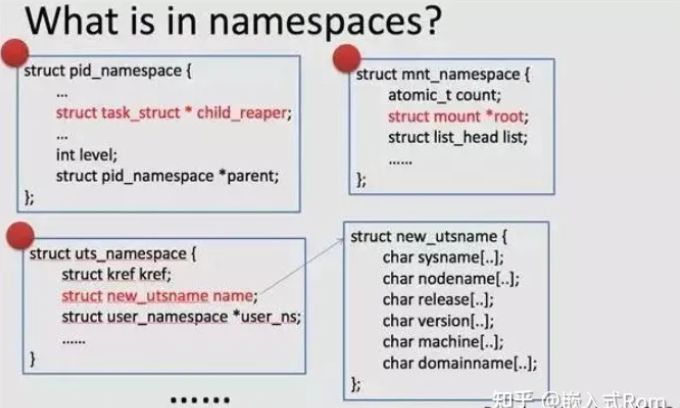 What is in namespaces?
struct pid_namespace {
...
struct task_struct * child_reaper;
...
int level;
struct pid_namespace *parent;
};
struct mnt_namespace {
atomic_t count;
struct mount *root;
struct list_head list;
......
};
struct uts_namespace {
struct kref kref;
struct new_utsname name;
struct user_namespace *user_ns;
......
}
struct new_utsname {
char sysname[..];
char nodename[..];
char release[..];
char version[..];
char machine[..];
char domainname[..];
};
......
知乎 @嵌入式Rom